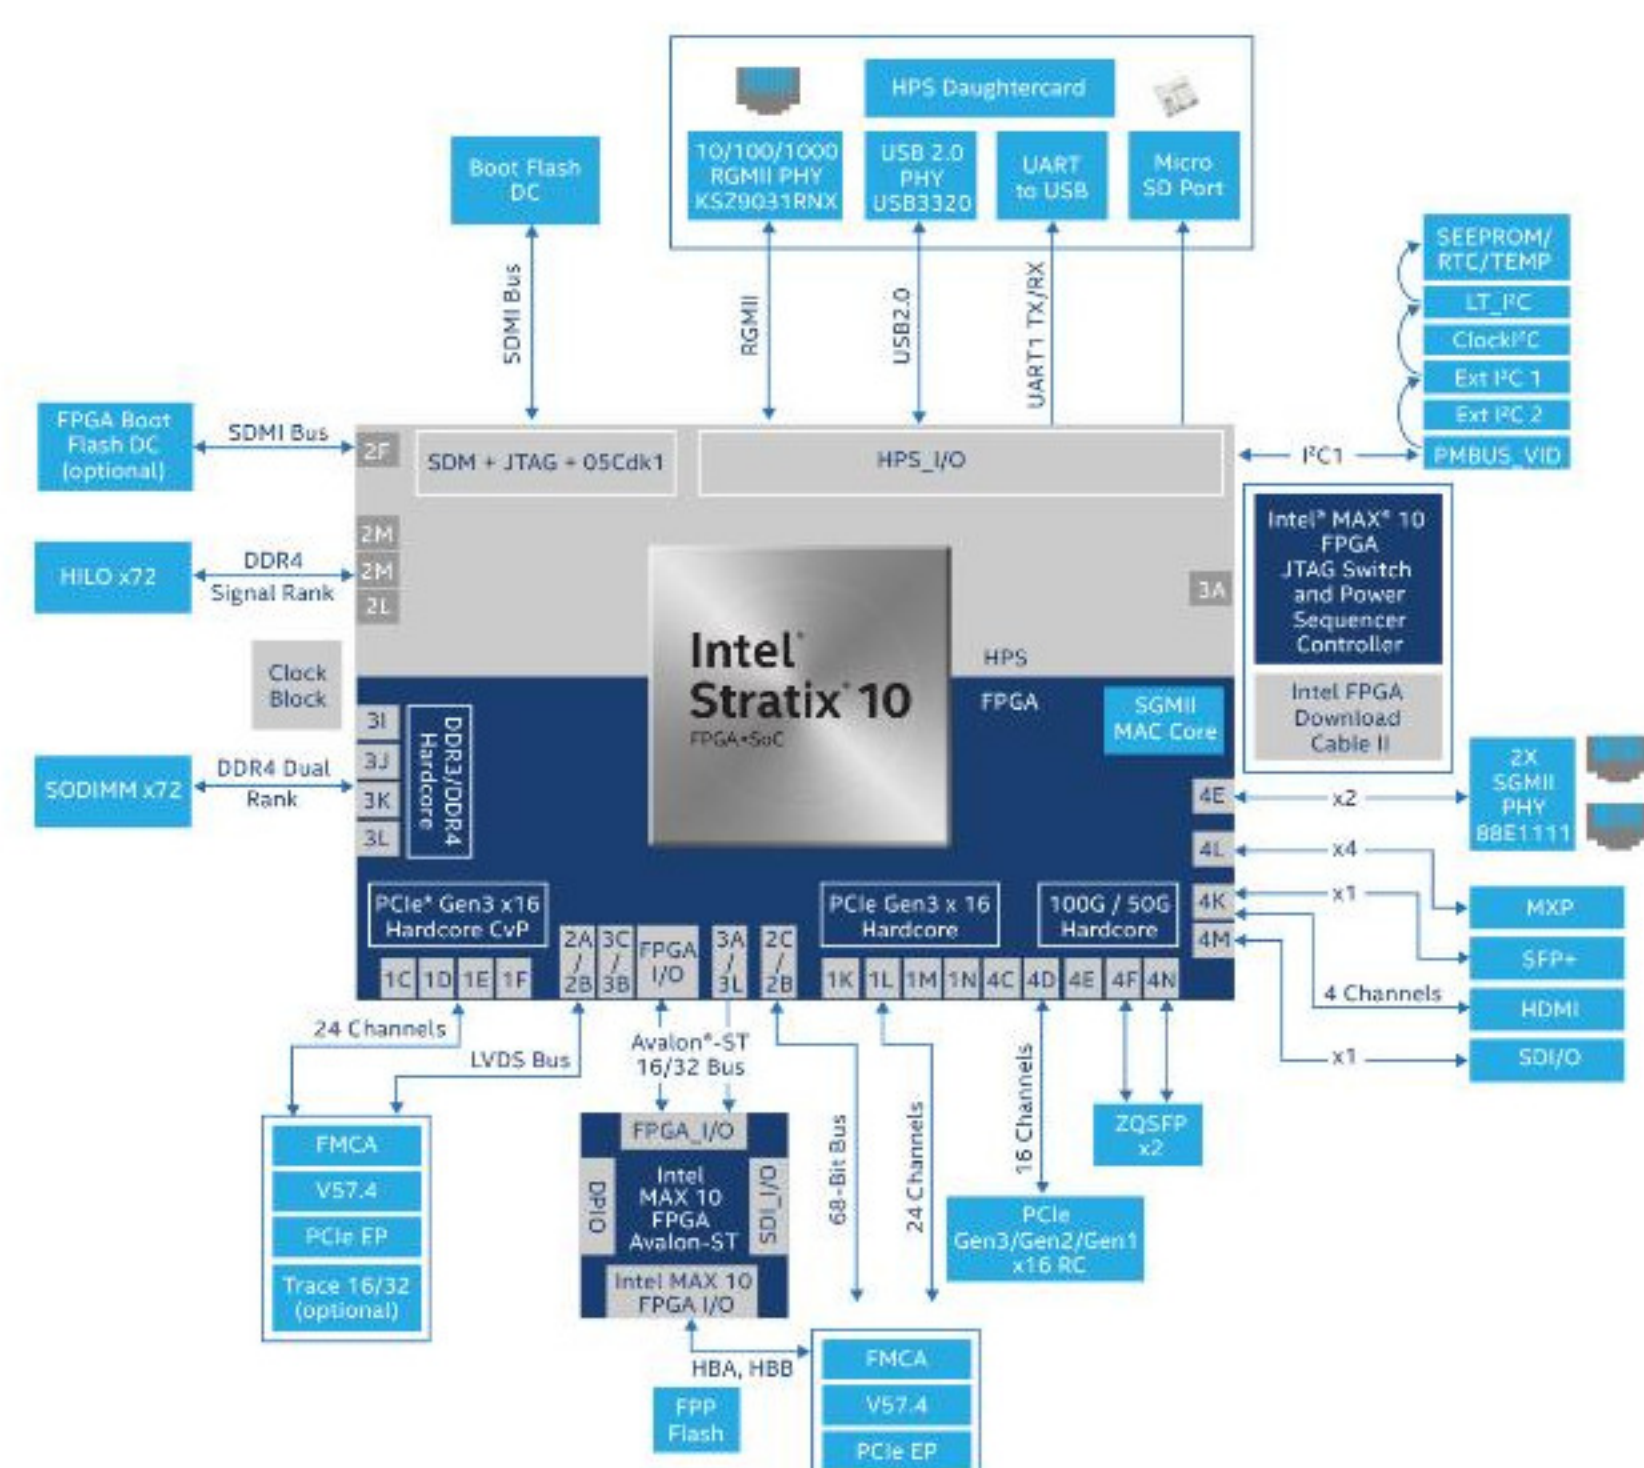 HPS Daughtercard
10/100/1000
RGMII PHY
KSZ9031RNX
USB 2.0
PHY
USB3320
UART
to USB
Micro
SD Port
Boot Flash
DC
SDMI Bus
RGMII
USB2.0
UART1 TX/RX
SEEPROM/
RTC/TEMP
LT_I²C
ClockI²C
Ext I²C 1
Ext I²C 2
PMBUS_VID
I²C1
FPGA Boot
Flash DC
(optional)
SDMI Bus
2F
SDM + JTAG + 05Cdk1
HPS_I/O
HILO x72
DDR4
Signal Rank
2M
2M
2L
3A
Intel® MAX® 10
FPGA
JTAG Switch
and Power
Sequencer
Controller
Intel FPGA
Download
Cable II
Clock
Block
Intel®
Stratix® 10
FPGA•SoC
HPS
FPGA
SGMII
MAC Core
SODIMM x72
DDR4 Dual
Rank
3I
3J
3K
3L
DDR3/DDR4
Hardcore
4E
x2
2X
SGMII
PHY
88E1111
4L
x4
4K
x1
4M
MXP
SFP+
4 Channels
HDMI
x1
SDI/O
PCIe® Gen3 x16
Hardcore CvP
PCIe Gen3 x 16
Hardcore
100G / 50G
Hardcore
1C
1D
1E
1F
2A
/
2B
3C
/
3B
FPGA
I/O
3A
/
3L
2C
/
2B
1K
1L
1M
1N
4C
4D
4E
4F
4N
24 Channels
LVDS Bus
Avalon®-ST
16/32 Bus
68-Bit Bus
24 Channels
16 Channels
ZQSFP
x2
PCIe
Gen3/Gen2/Gen1
x16 RC
FMCA
V57.4
PCIe EP
Trace 16/32
(optional)
FPGA_I/O
DPIO
Intel
MAX 10
FPGA
Avalon-ST
SDI_I/O
Intel MAX 10
FPGA I/O
HBA, HBB
FPP
Flash
FMCA
V57.4
PCIe EP